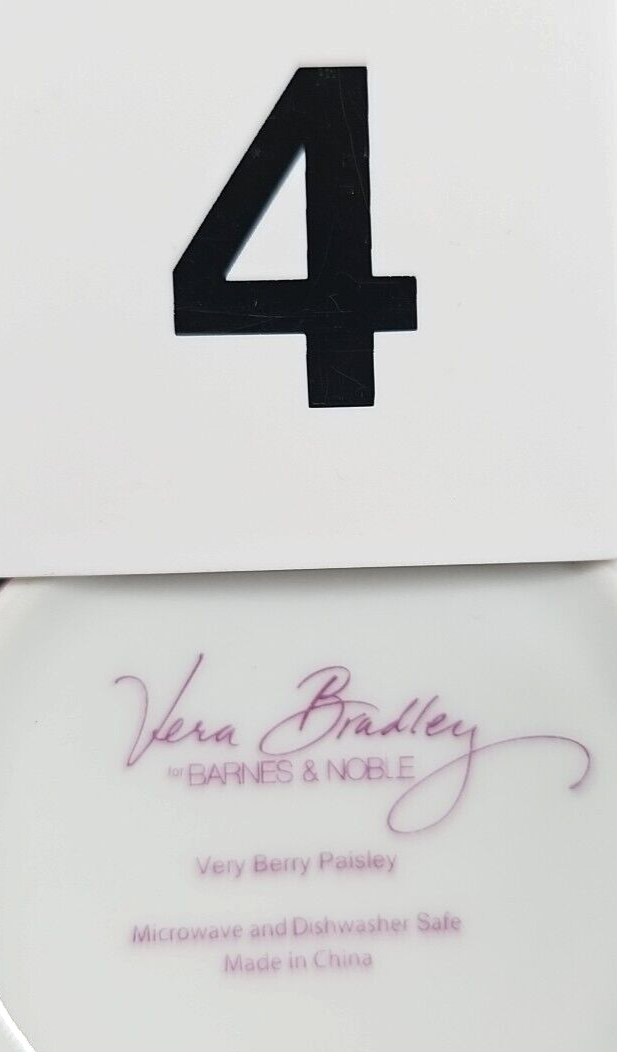 4
Vera Bradley
for BARNES & NOBLE
Very Berry Paisley
Microwave and Dishwasher Safe
Made in China